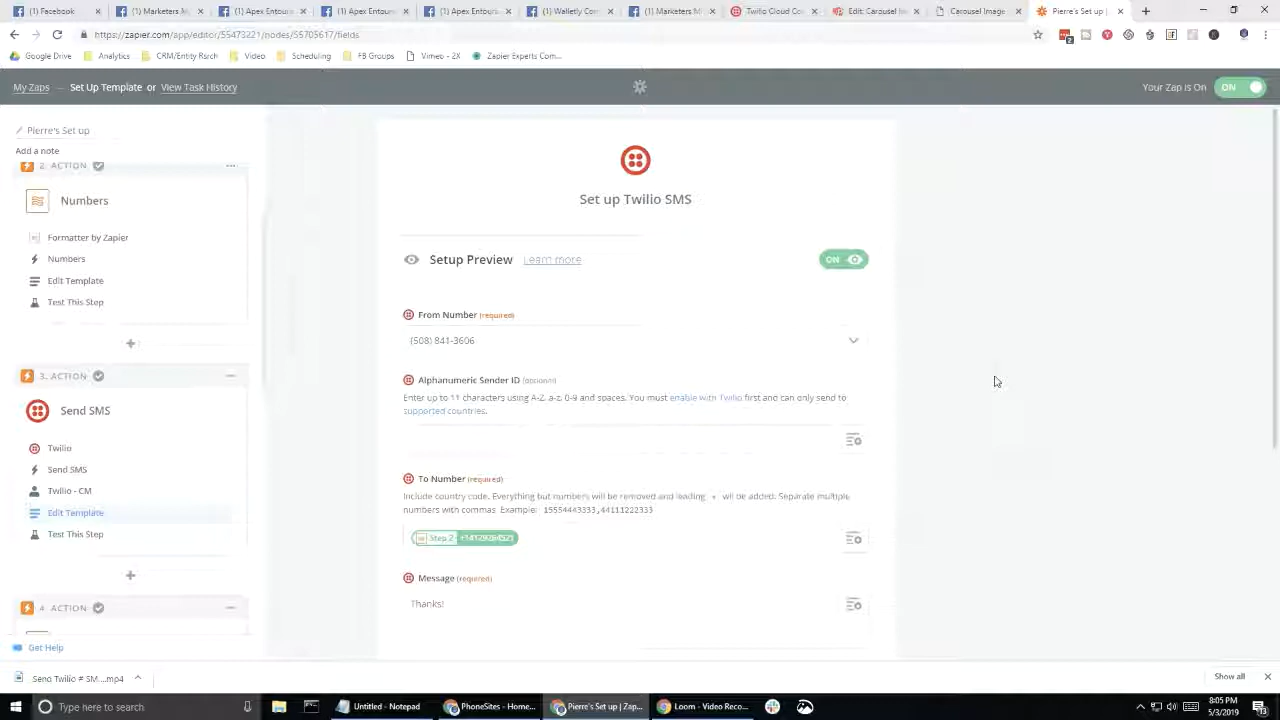 (1) Facebook
(1) Marketers M
(1) Apex Entou
(1) Apex Entou
(1) Apex Entou
(1) Walletly Com
(1) Marketers M
Twilio Cloud Co
Edit: Carousel Im
Carousel Image
Pierre's Set up |
https://zapier.com/app/editor/55473221/nodes/55705617/fields
Google Drive
Analytics
CRM/Entity Rsrch
Video
Scheduling
FB Groups
Vimeo - 2X
Zapier Experts Com...
My Zaps
Set Up Template or View Task History
Your Zap is On
ON
Pierre's Set up
Add a note
2. ACTION
Numbers
Formatter by Zapier
Numbers
Edit Template
Test This Step
3. ACTION
Send SMS
Twilio
Send SMS
Twilio - CM
Edit Template
Test This Step
4. ACTION
Get Help
Set up Twilio SMS
Setup Preview Learn more
ON
From Number (required)
(508) 841-3606
Alphanumeric Sender ID (optional)
Enter up to 11 characters using A-Z, a-z, 0-9 and spaces. You must enable with Twilio first and can only send to
supported countries.
To Number (required)
Include country code. Everything but numbers will be removed and leading + will be added. Separate multiple
numbers with commas. Example: 15554443333,44111222333
Step 2
Message (required)
Thanks!
Send Twilio # SM....mp4
Show all
Type here to search
Untitled - Notepad
PhoneSites - Home...
Pierre's Set up | Zap...
Loom - Video Reco...
8:05 PM
5/3/2019